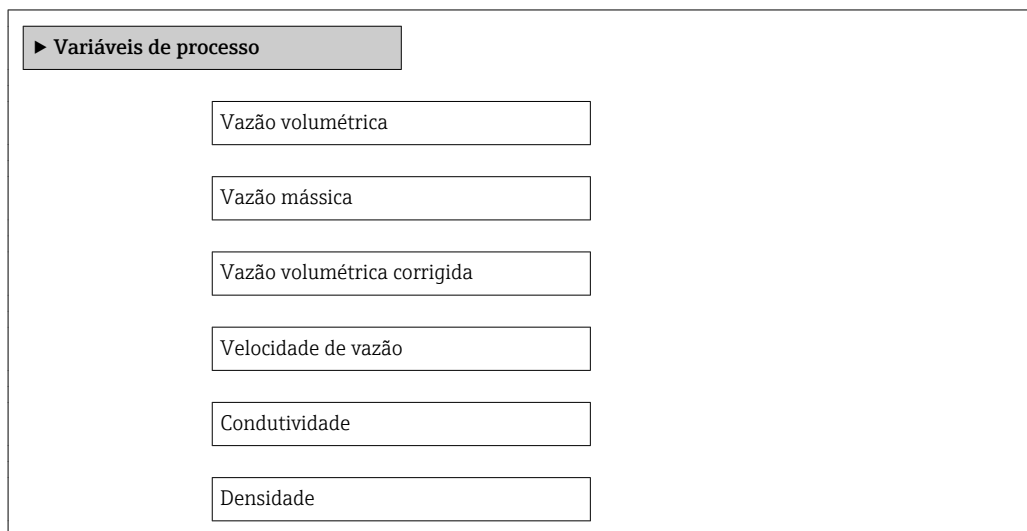 ▶ Variáveis de processo
Vazão volumétrica
Vazão mássica
Vazão volumétrica corrigida
Velocidade de vazão
Condutividade
Densidade